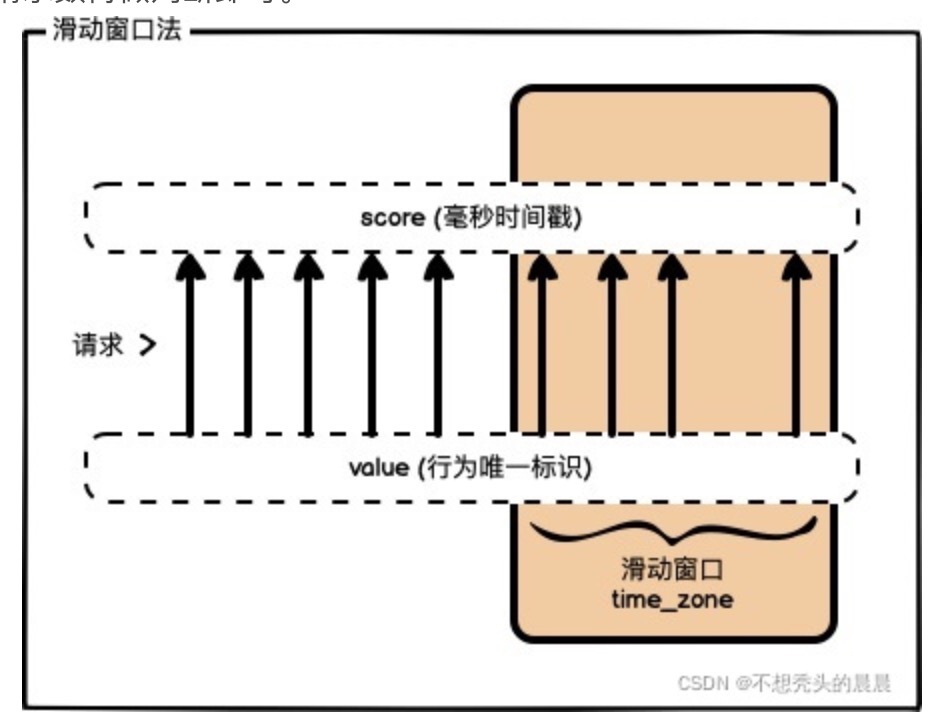 滑动窗口法
score (毫秒时间戳)
请求 >
value (行为唯一标识)
滑动窗口
time_zone
CSDN @不想秃头的晨晨